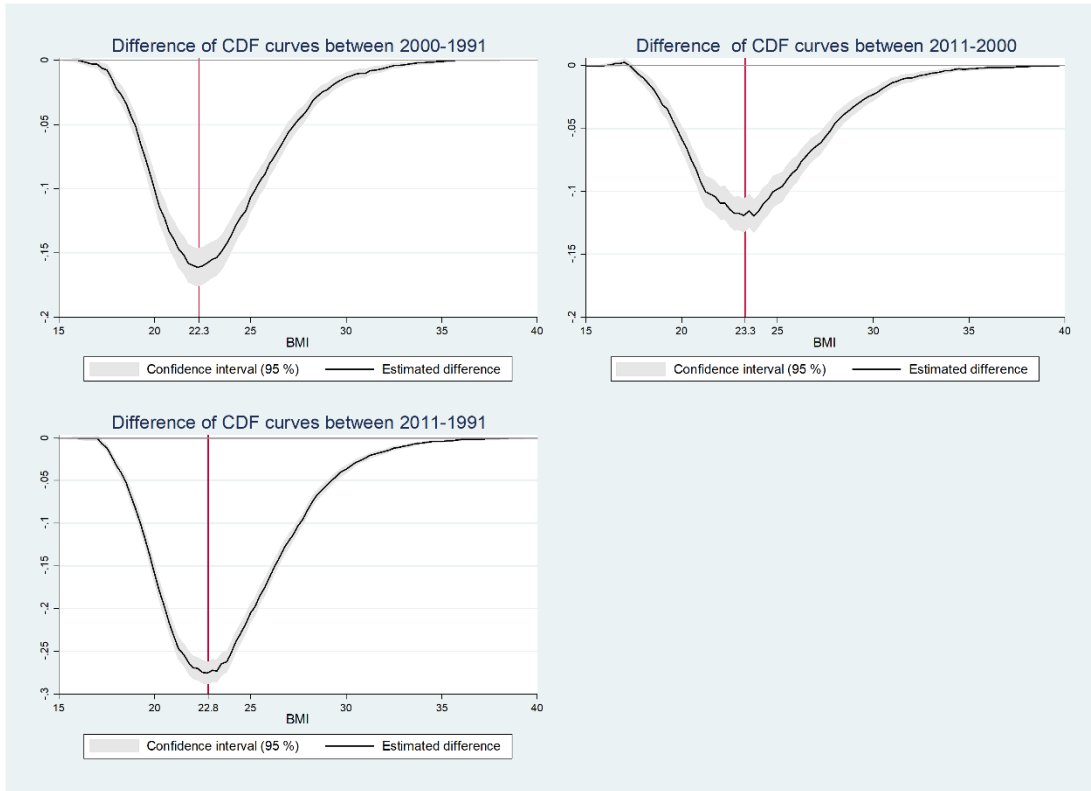 Difference of CDF curves between 2000-1991
0
-.05
-.1
-.15
-.2
15 20 22.3 25 30 35 40
BMI
Confidence interval (95 %) Estimated difference
Difference of CDF curves between 2011-2000
0
-.05
-.1
-.15
-.2
15 20 23.3 25 30 35 40
BMI
Confidence interval (95 %) Estimated difference
Difference of CDF curves between 2011-1991
0
-.05
-.1
-.15
-.2
-.25
-.3
15 20 22.8 25 30 35 40
BMI
Confidence interval (95 %) Estimated difference